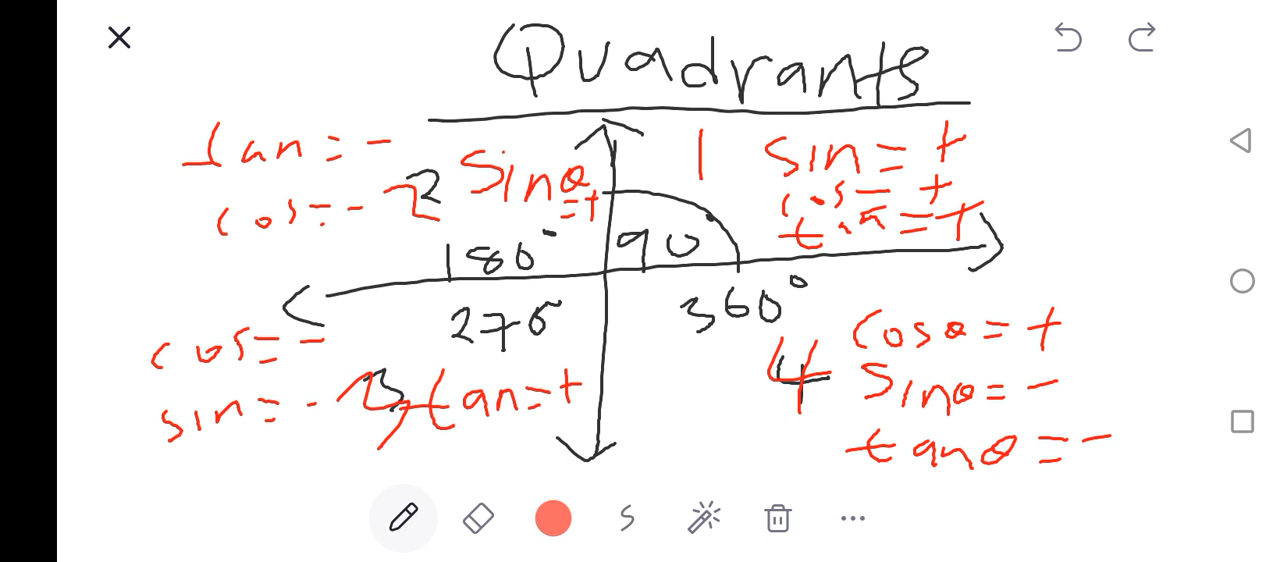 Quadrants
tan = -
cos = - 2 Sinθ = +
1 sin = +
cos = +
tan = +
180°
90
270
360°
cos = -
sin = - 3 tan = +
4 cosθ = +
Sinθ = -
tanθ = -